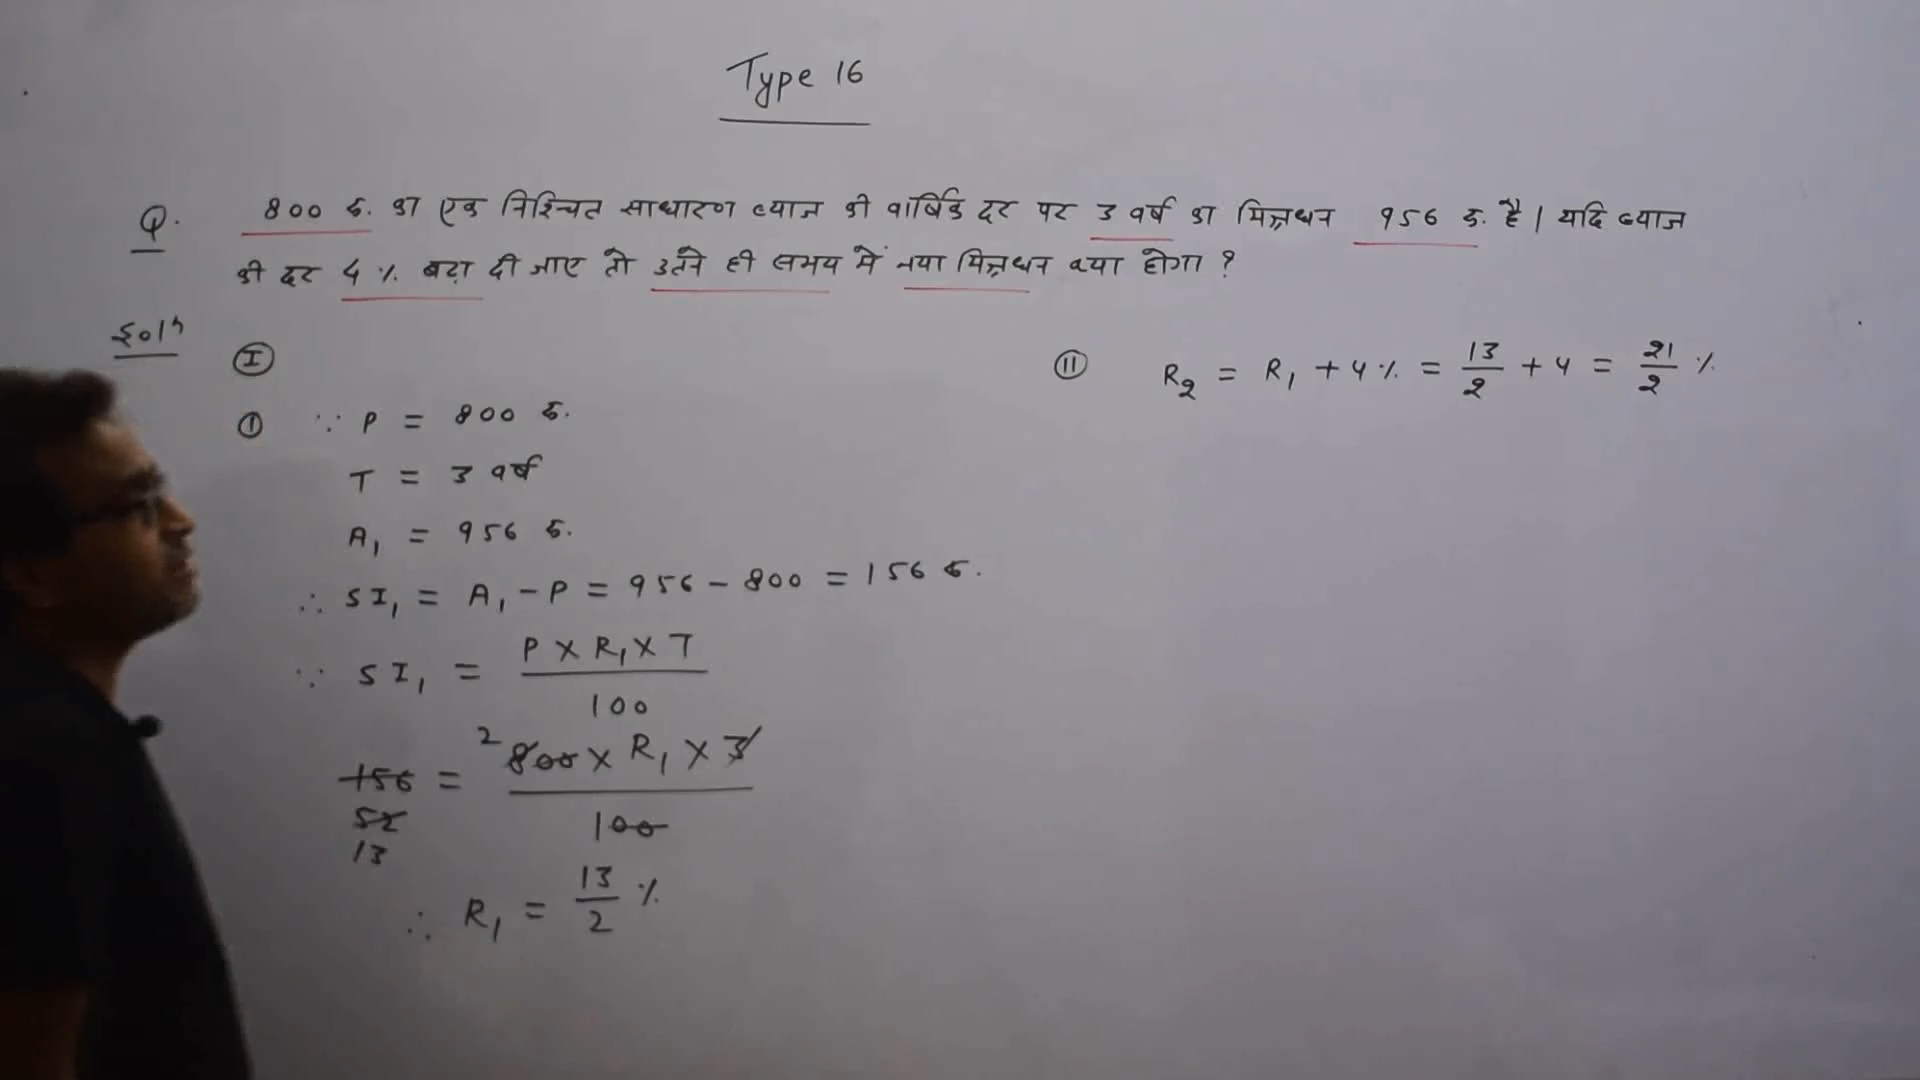 Type 16
Q. 800 रु. का एक निश्चित साधारण ब्याज की वार्षिक दर पर 3 वर्ष का मिश्रधन 956 रु. है। यदि ब्याज
की दर 4 %. बढ़ा दी जाए तो उतने ही समय में नया मिश्रधन क्या होगा ?
Solⁿ
I
① ∵ P = 800 रु.
T = 3 वर्ष
A₁ = 956 रु.
∴ SI₁ = A₁ - P = 956 - 800 = 156 रु.
∵ SI₁ = P × R₁ × T / 100
156 = 800 × R₁ × 3 / 100
2
52
13
∴ R₁ = 13/2 %
II R₂ = R₁ + 4 % = 13/2 + 4 = 21/2 %